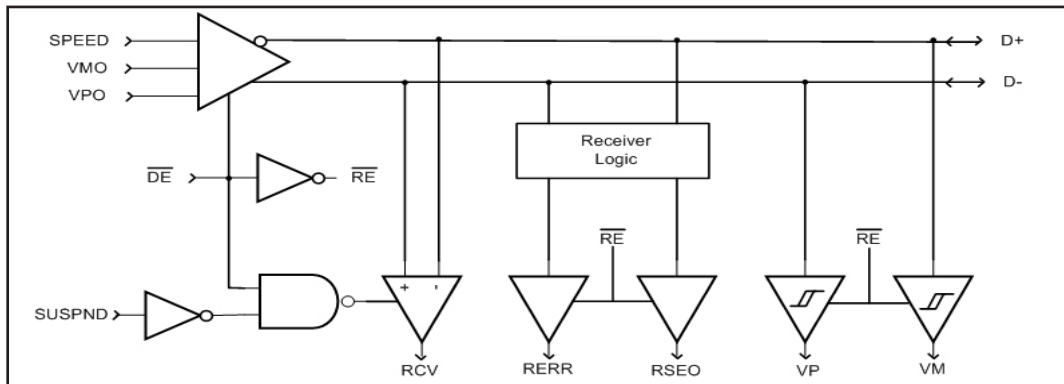 SPEED
VMO
VPO
D+
D-
Receiver
Logic
DE
RE
RE
RE
SUSPND
+
-
RCV
RERR
RSEO
VP
VM